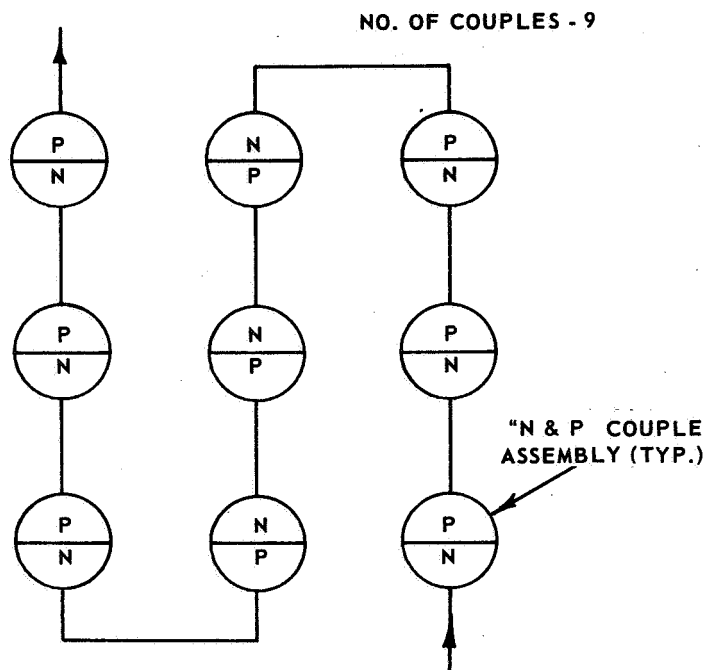 NO. OF COUPLES - 9
P N P
N P N
P N P
N P N
"N & P COUPLE
ASSEMBLY (TYP.)
P N P
N P N